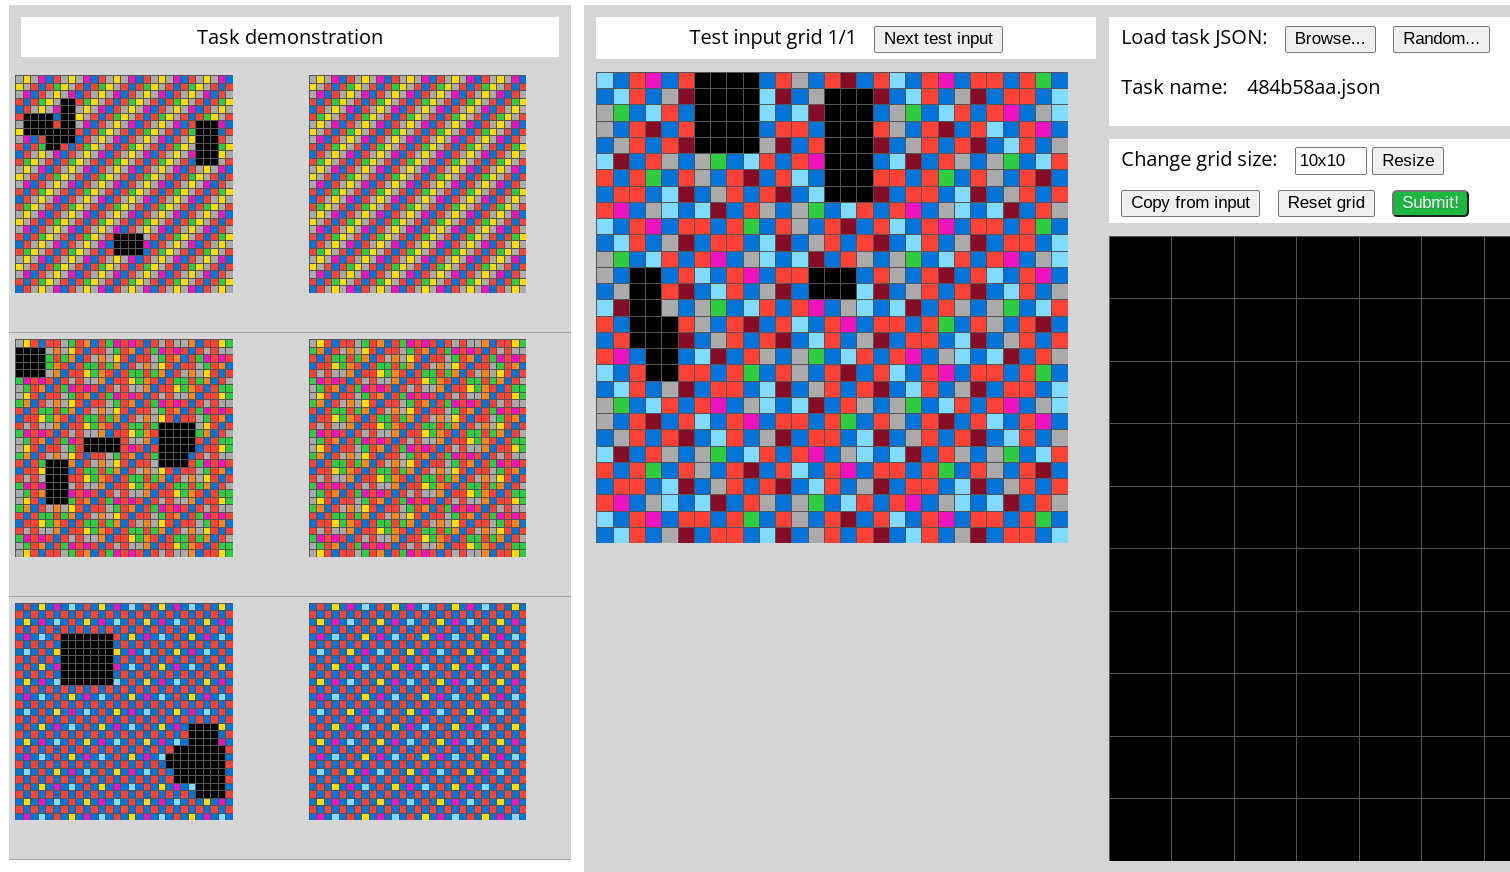 Task demonstration
Test input grid 1/1
Next test input
Load task JSON:
Browse...
Random...
Task name: 484b58aa.json
Change grid size:
10x10
Resize
Copy from input
Reset grid
Submit!